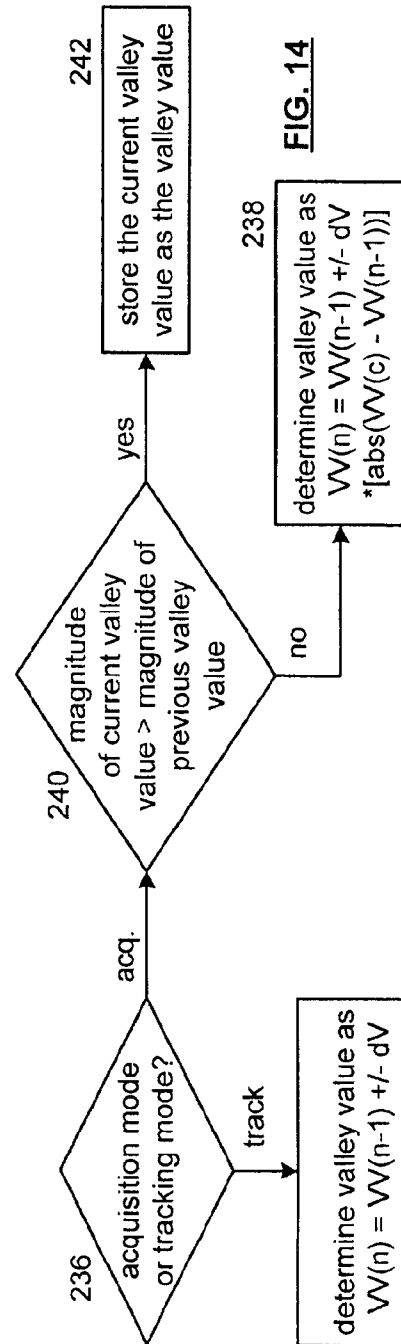 236
acquisition mode
or tracking mode?
acq.
track
determine valley value as
VV(n) = VV(n-1) +/- dV
240
magnitude
of current valley
value > magnitude of
previous valley
value
yes
no
242
store the current valley
value as the valley value
238
determine valley value as
VV(n) = VV(n-1) +/- dV
*[abs(VV(c) - VV(n-1))]
FIG. 14